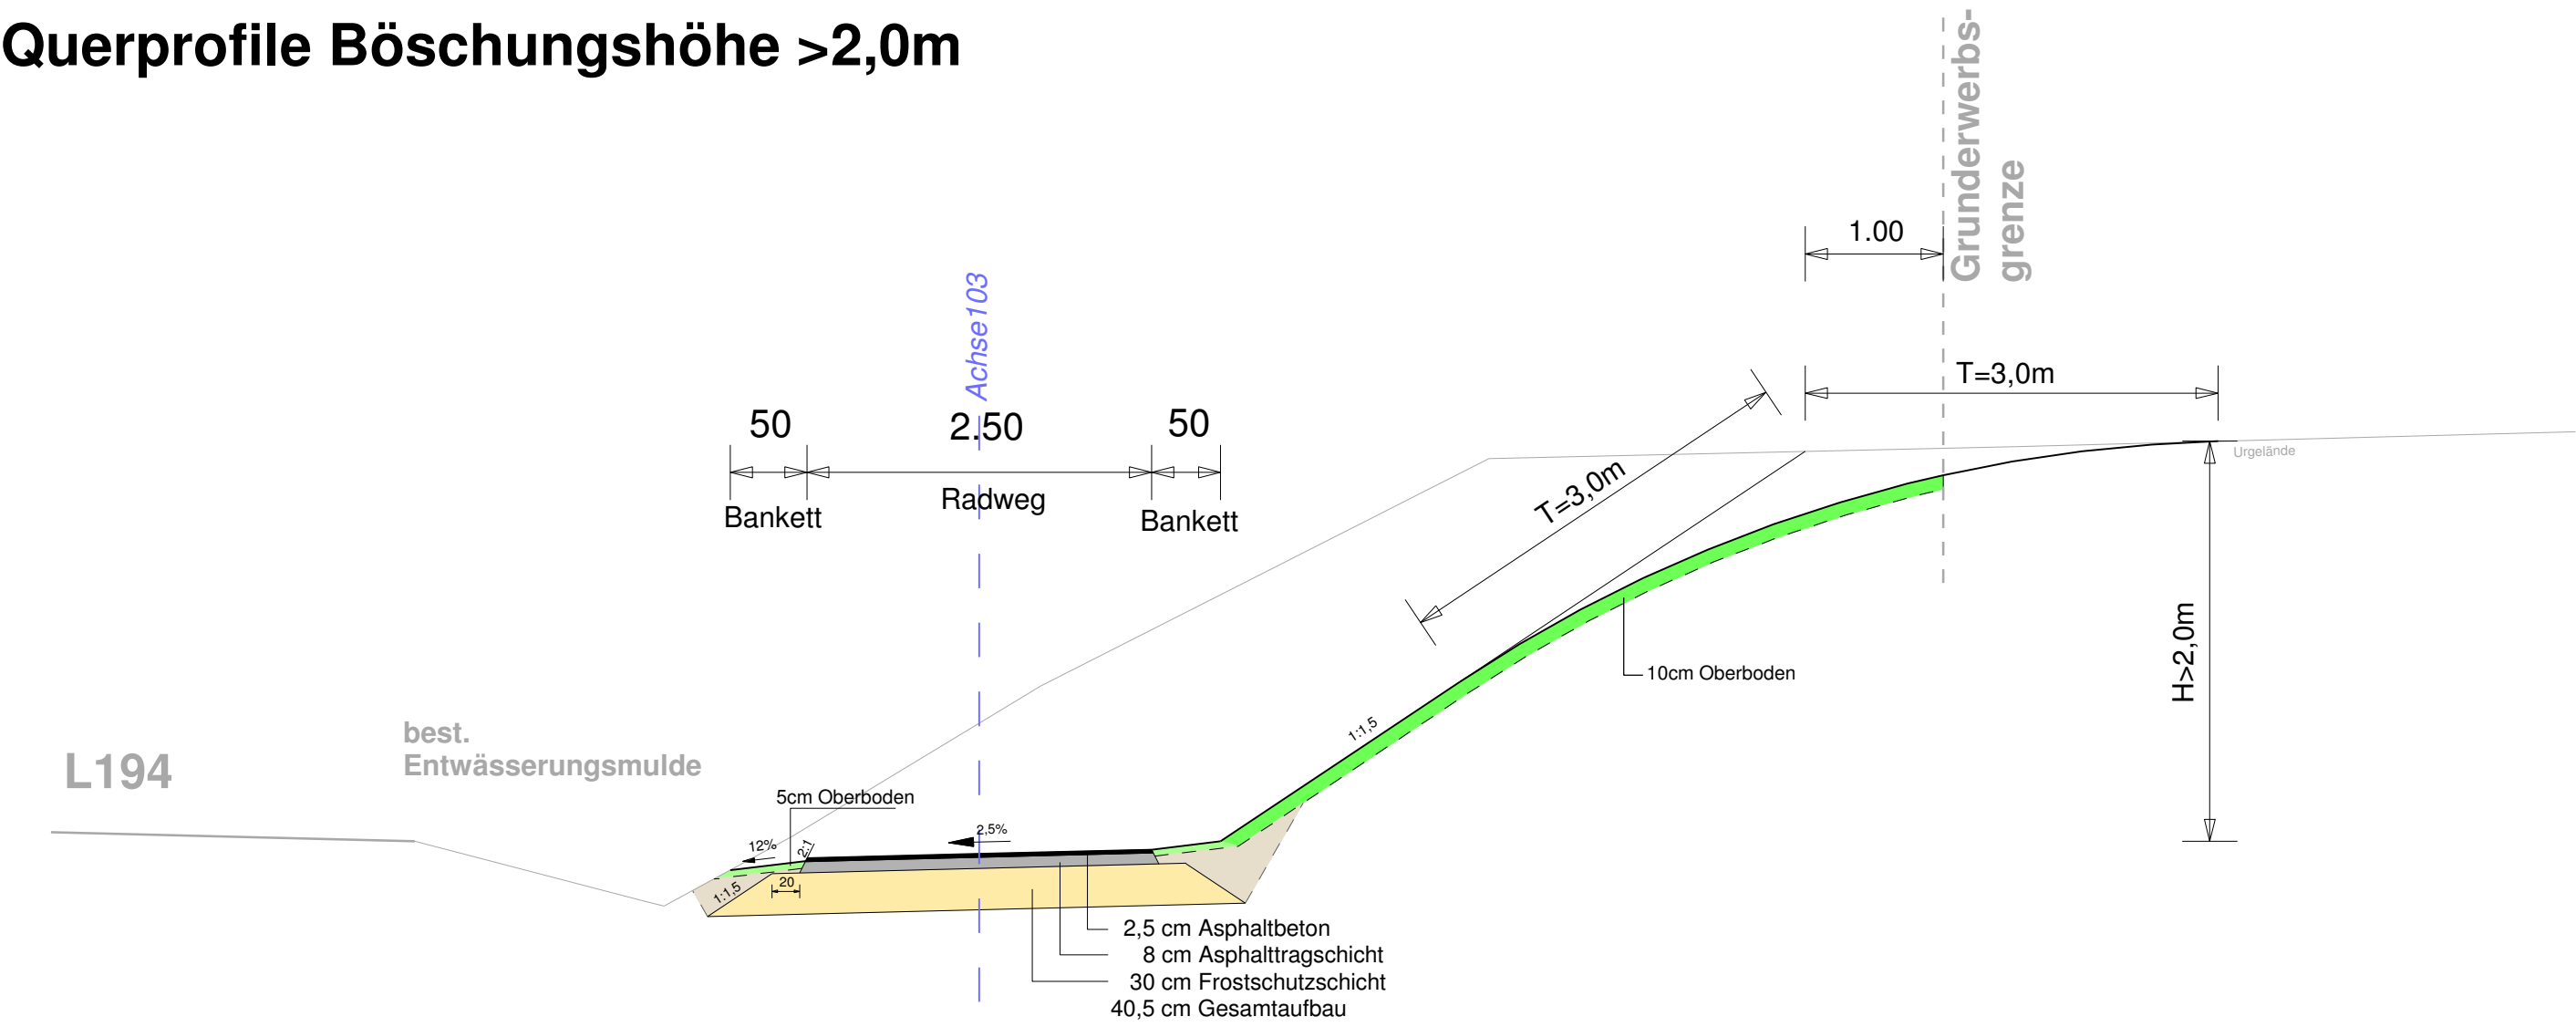 Querprofile Böschungshöhe >2,0m
Grunderwerbs-
grenze
1.00
Achse103
T=3,0m
50
2.50
50
Bankett
Radweg
Bankett
T=3,0m
Urgelände
H>2,0m
10cm Oberboden
1:1,5
best.
Entwässerungsmulde
L194
5cm Oberboden
2,5%
12%
2:1
20
1:1,5
2,5 cm Asphaltbeton
8 cm Asphalttragschicht
30 cm Frostschutzschicht
40,5 cm Gesamtaufbau